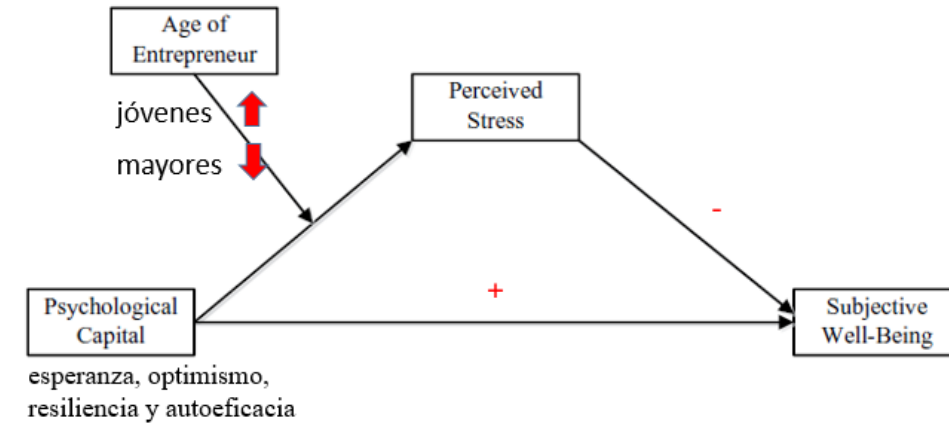 Age of
Entrepreneur
jóvenes
mayores
Perceived
Stress
-
+
Psychological
Capital
Subjective
Well-Being
esperanza, optimismo,
resiliencia y autoeficacia